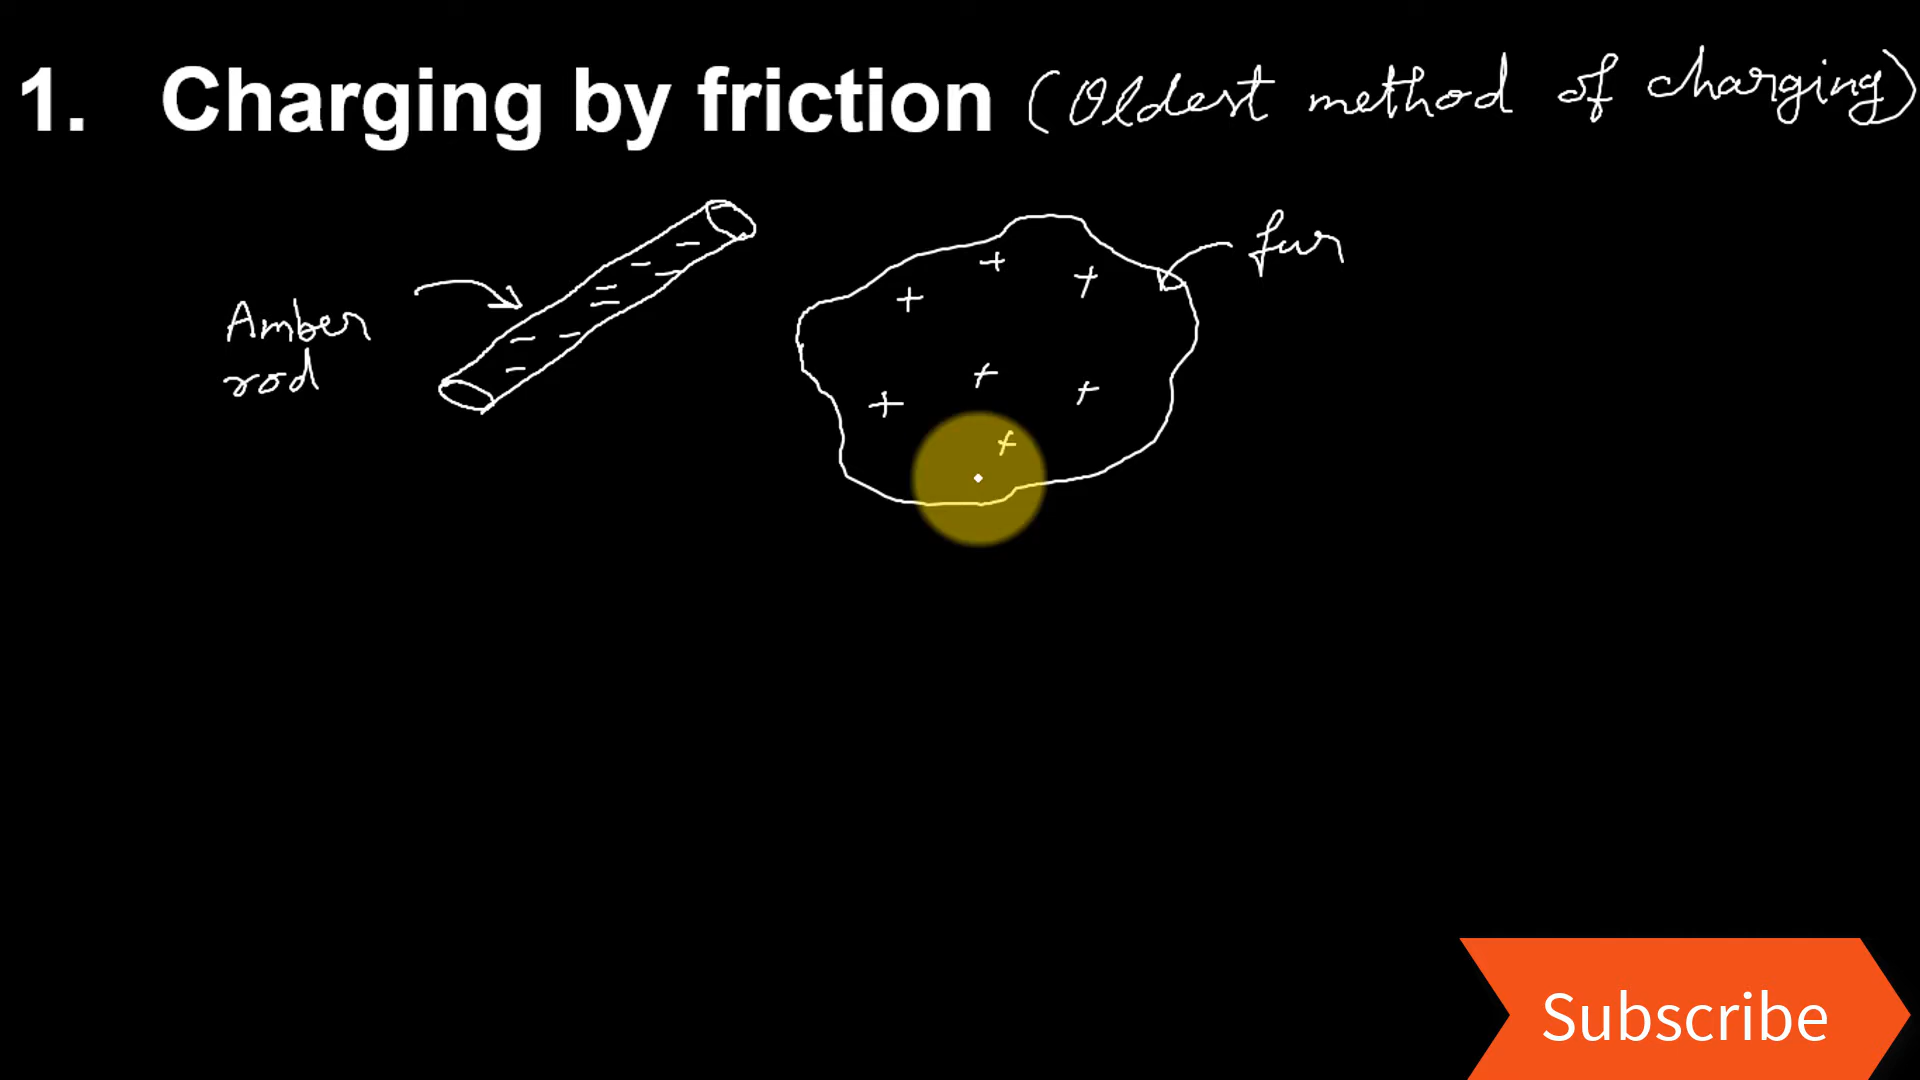 1. Charging by friction (Oldest method of charging)
fur
Amber
rod
Subscribe